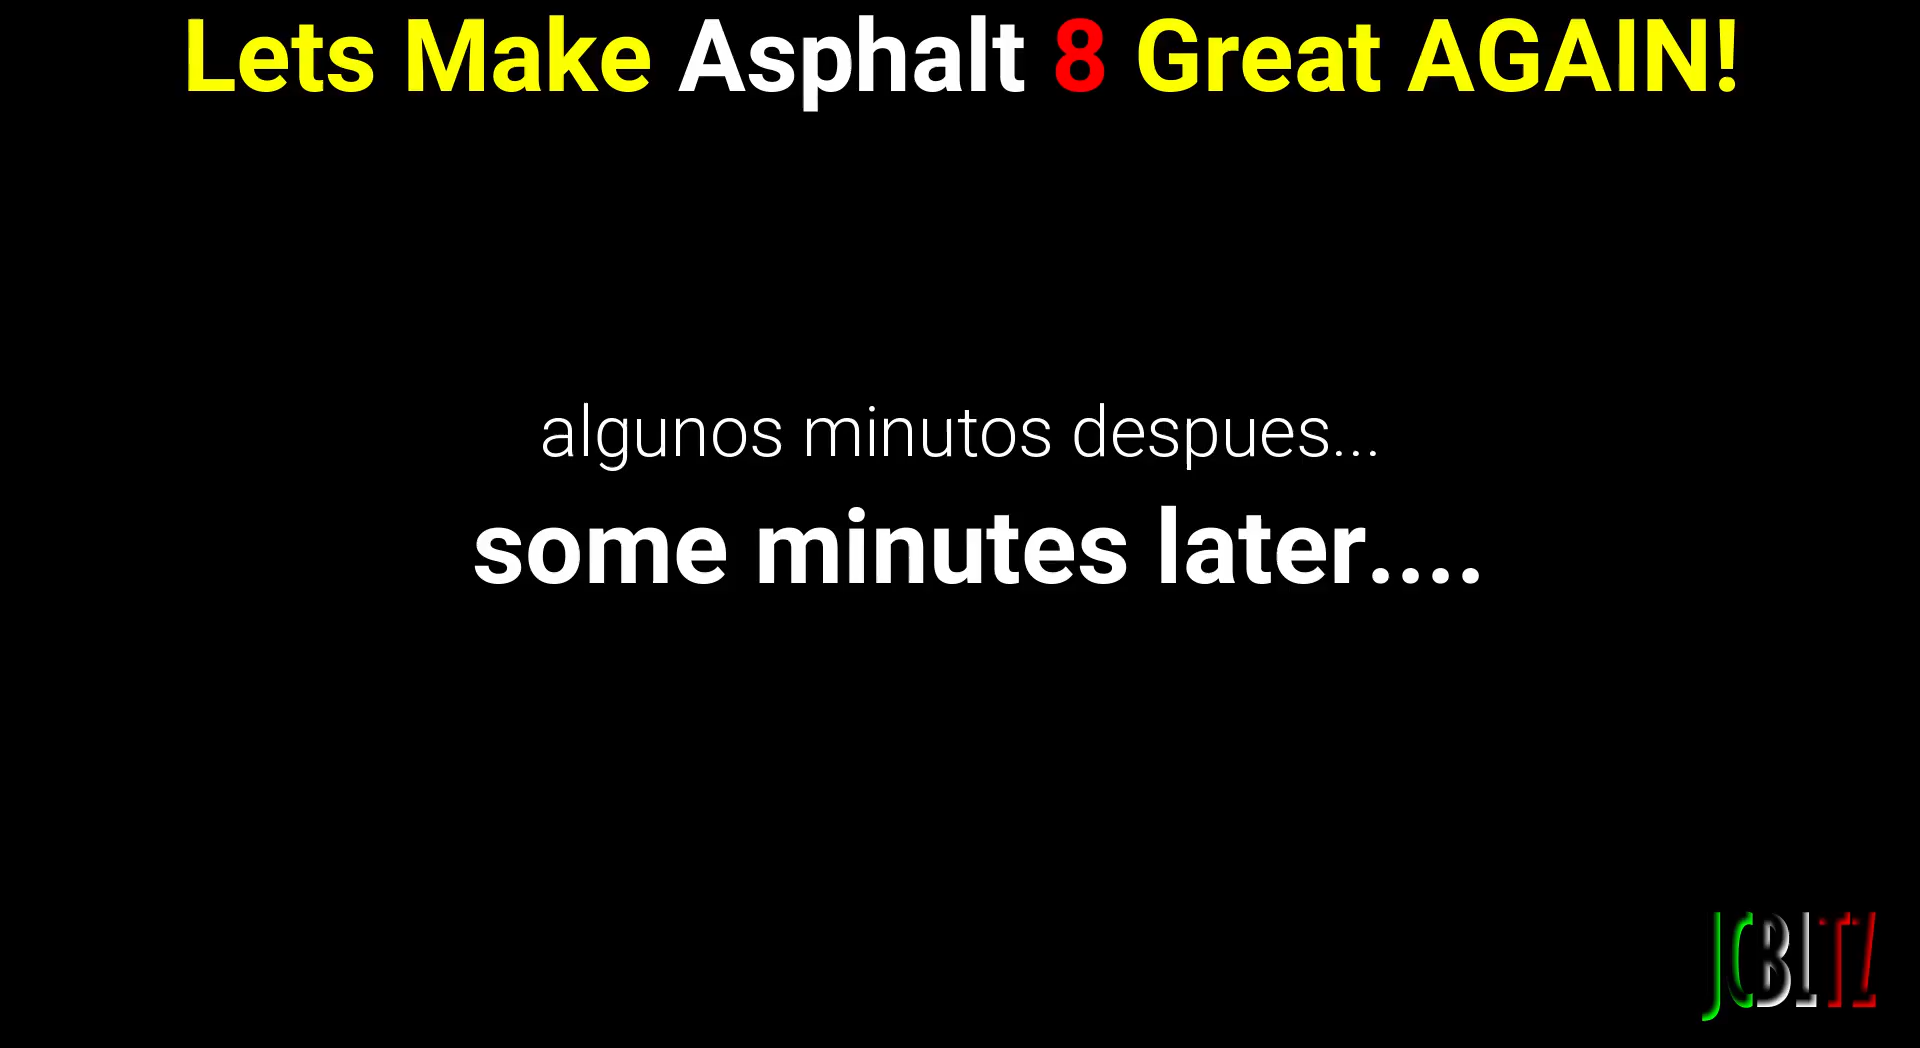 Lets Make Asphalt 8 Great AGAIN!
algunos minutos despues...
some minutes later....
JCBITZ